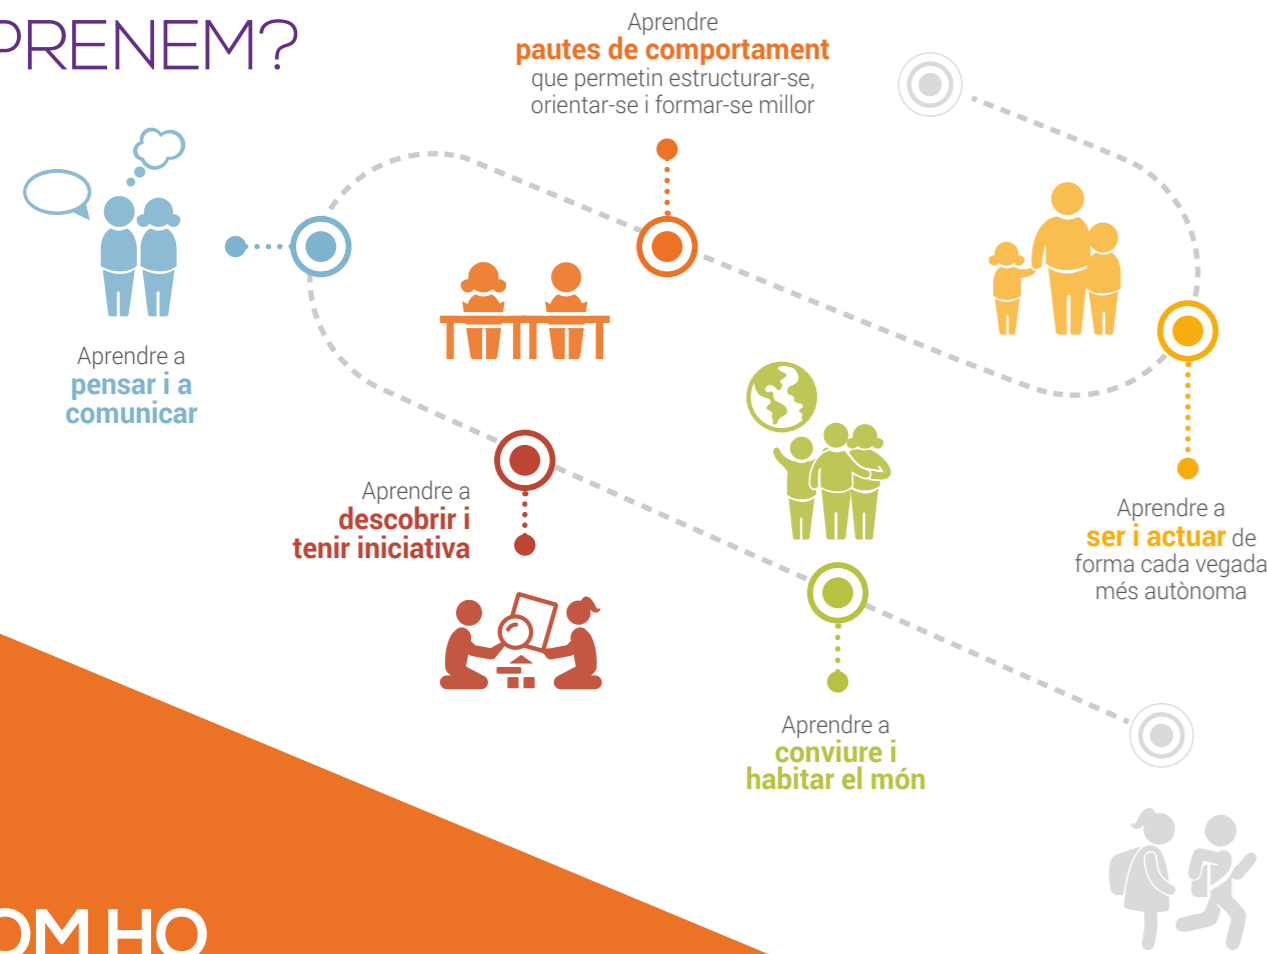 PRENEM?
Aprendre
pautes de comportament
que permetin estructurar-se,
orientar-se i formar-se millor
Aprendre a
pensar i a
comunicar
Aprendre a
descobrir i
tenir iniciativa
Aprendre a
ser i actuar de
forma cada vegada
més autònoma
Aprendre a
conviure i
habitar el món
OM HO